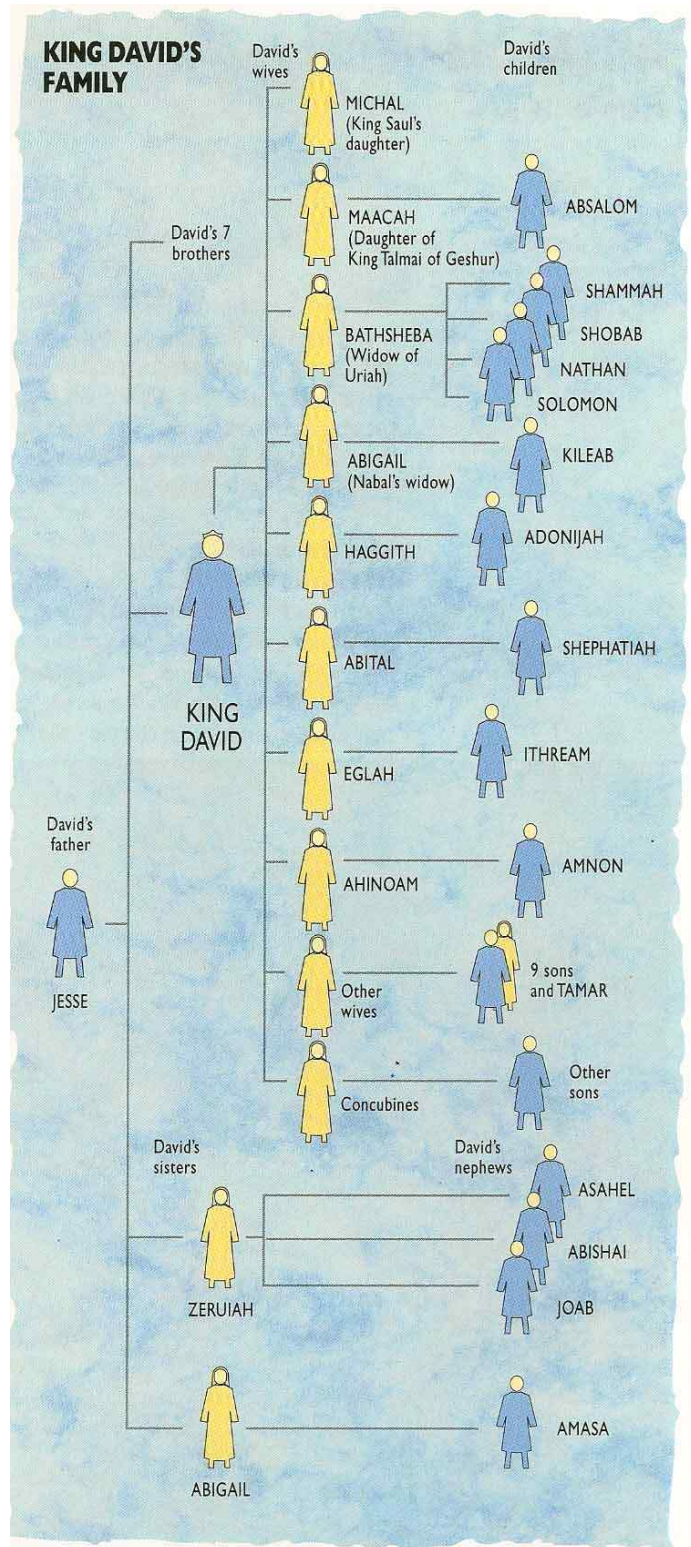 KING DAVID'S
FAMILY
David's
wives
David's
children
MICHAL
(King Saul's
daughter)
MAACAH
(Daughter of
King Talmai of Geshur)
ABSALOM
David's 7
brothers
BATHSHEBA
(Widow of
Uriah)
SHAMMAH
SHOBAB
NATHAN
SOLOMON
ABIGAIL
(Nabal's widow)
KILEAB
HAGGITH
ADONIJAH
ABITAL
SHEPHATIAH
KING
DAVID
EGLAH
ITHREAM
David's
father
JESSE
AHINOAM
AMNON
Other
wives
9 sons
and TAMAR
Concubines
Other
sons
David's
sisters
David's
nephews
ZERUIAH
ASAHEL
ABISHAI
JOAB
ABIGAIL
AMASA